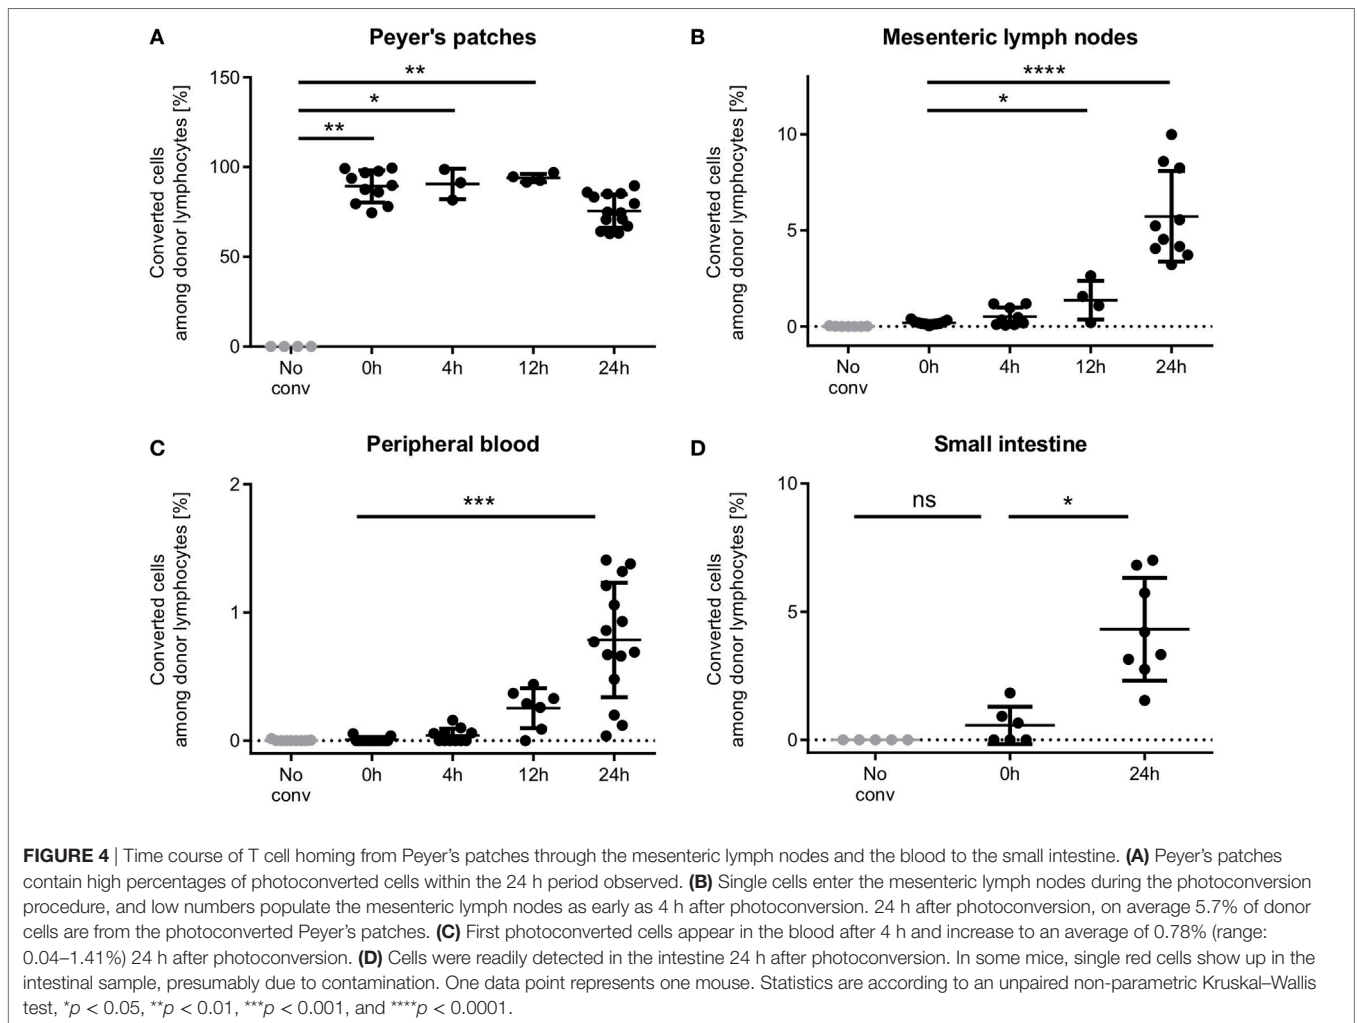 A
Peyer's patches
**
*
**
150
100
50
0
Converted cells
among donor lymphocytes [%]
No
conv
0h
4h
12h
24h
B
Mesenteric lymph nodes
****
*
10
5
0
Converted cells
among donor lymphocytes [%]
No
conv
0h
4h
12h
24h
C
Peripheral blood
***
2
1
0
Converted cells
among donor lymphocytes [%]
No
conv
0h
4h
12h
24h
D
Small intestine
ns
*
10
5
0
Converted cells
among donor lymphocytes [%]
No
conv
0h
24h
FIGURE 4 | Time course of T cell homing from Peyer's patches through the mesenteric lymph nodes and the blood to the small intestine. (A) Peyer's patches
contain high percentages of photoconverted cells within the 24 h period observed. (B) Single cells enter the mesenteric lymph nodes during the photoconversion
procedure, and low numbers populate the mesenteric lymph nodes as early as 4 h after photoconversion. 24 h after photoconversion, on average 5.7% of donor
cells are from the photoconverted Peyer's patches. (C) First photoconverted cells appear in the blood after 4 h and increase to an average of 0.78% (range:
0.04–1.41%) 24 h after photoconversion. (D) Cells were readily detected in the intestine 24 h after photoconversion. In some mice, single red cells show up in the
intestinal sample, presumably due to contamination. One data point represents one mouse. Statistics are according to an unpaired non-parametric Kruskal–Wallis
test, *p < 0.05, **p < 0.01, ***p < 0.001, and ****p < 0.0001.